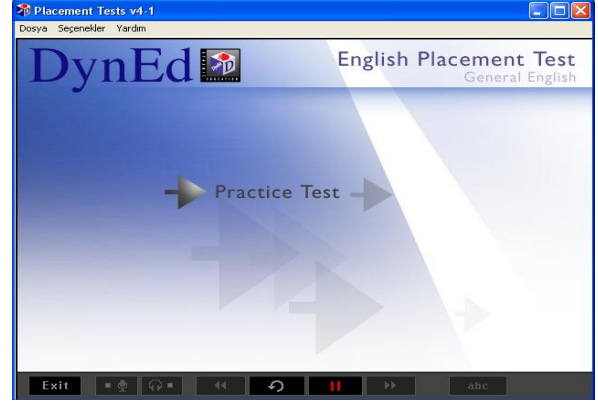 Placement Tests v4-1
Dosya Seçenekler Yardım
DynEd
English Placement Test
General English
Practice Test
Exit
abc